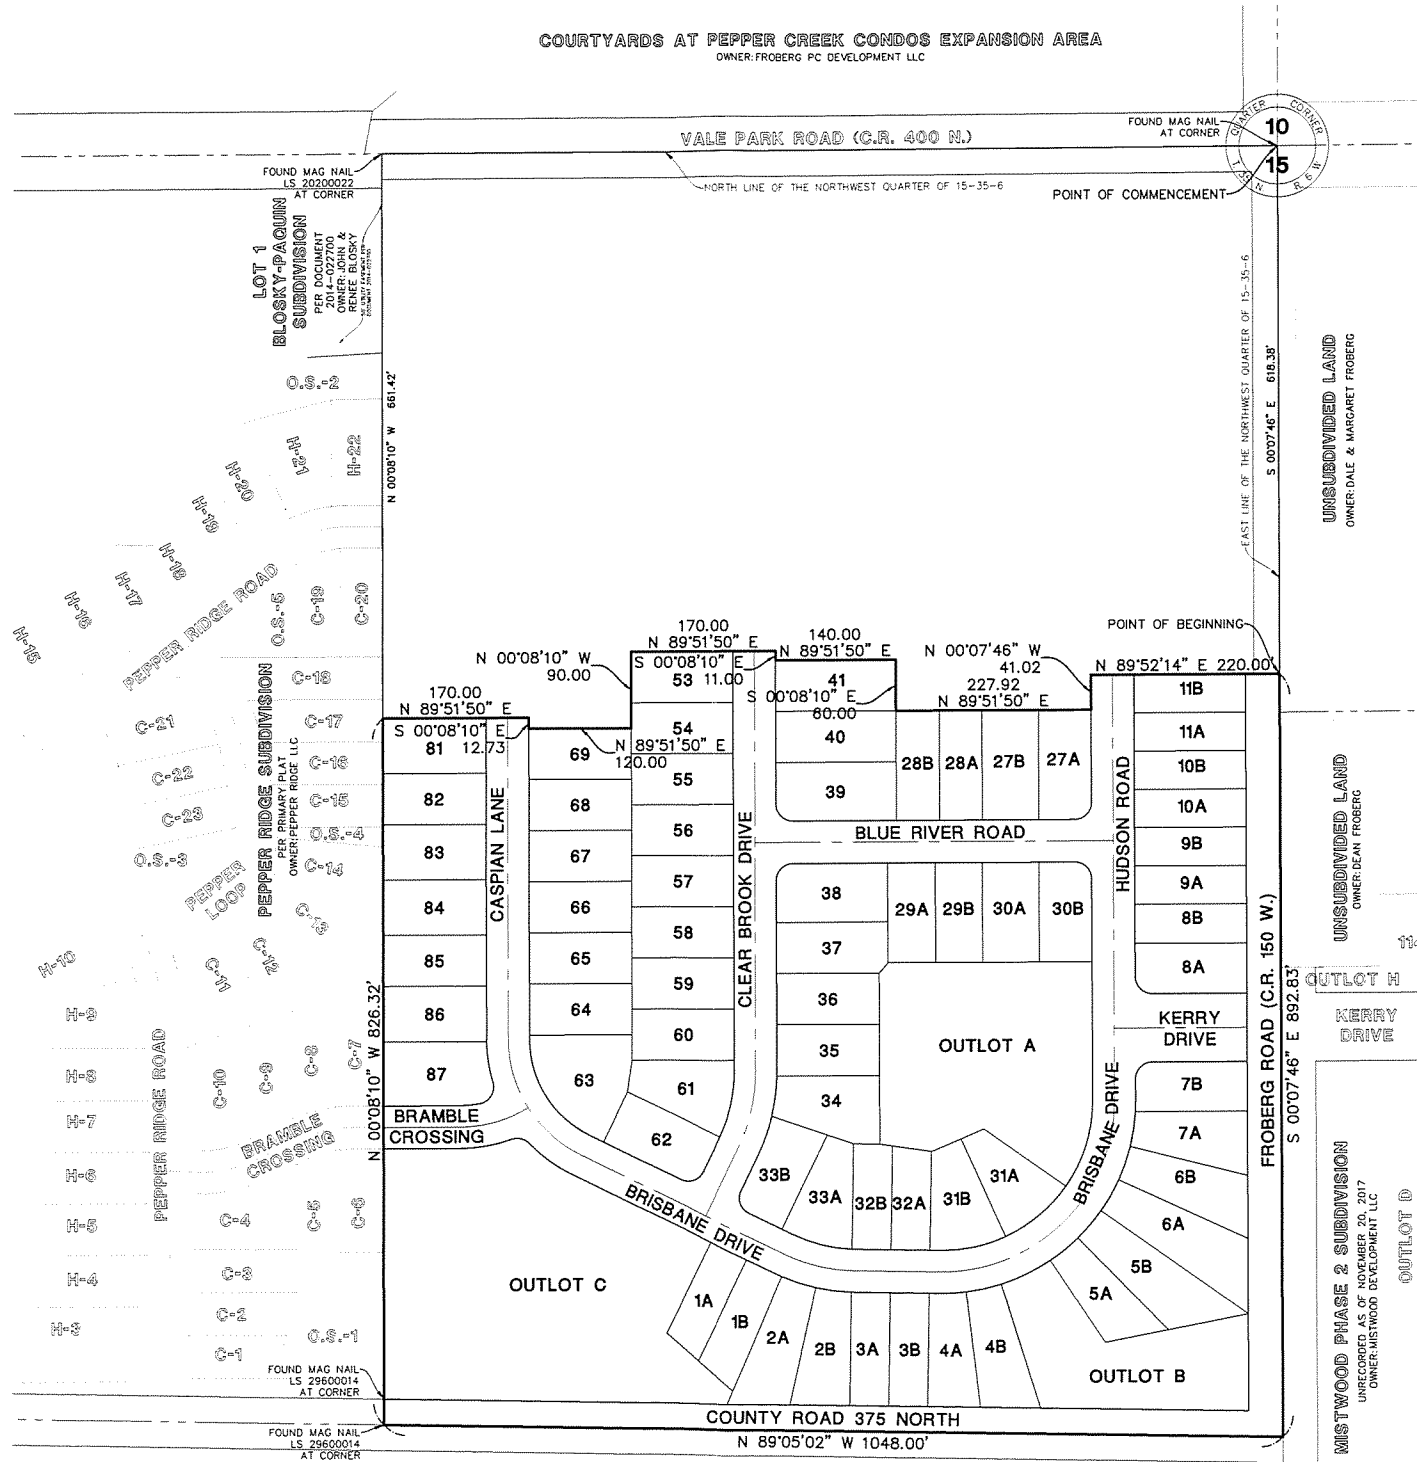 COURTYARDS AT PEPPER CREEK CONDOS EXPANSION AREA
OWNER:FROBERG PC DEVELOPMENT LLC
VALE PARK ROAD (C.R. 400 N.)
FOUND MAG NAIL
AT CORNER
QUARTER CORNER
10
15
T. 35 N R. 6 W
FOUND MAG NAIL
LS 20200022
AT CORNER
NORTH LINE OF THE NORTHWEST QUARTER OF 15-35-6
POINT OF COMMENCEMENT
LOT 1
BLOSKY-PAQUIN
SUBDIVISION
PER DOCUMENT
2014-022700
OWNER:JOHN &
RENEE BLOSKY
O.S.-2
N 00°08'10" W 661.42'
EAST LINE OF THE NORTHWEST QUARTER OF 15-35-6
S 00°07'46" E 618.38'
UNSUBDIVIDED LAND
OWNER:DALE & MARGARET FROBERG
H-22
H-21
H-20
H-19
H-18
H-17
H-16
H-15
PEPPER RIDGE ROAD
O.S.-5
C-19
C-20
C-18
C-17
C-16
C-15
O.S.-4
C-14
C-13
C-12
C-11
C-21
C-22
C-23
O.S.-3
PEPPER
LOOP
PEPPER RIDGE SUBDIVISION
PER PRIMARY PLAT
OWNER:PEPPER RIDGE LLC
POINT OF BEGINNING
170.00
N 89°51'50" E
140.00
N 89°51'50" E
N 00°07'46" W
41.02
N 89°52'14" E 220.00'
N 00°08'10" W
90.00
S 00°08'10" E
11.00
227.92
N 89°51'50" E
170.00
N 89°51'50" E
S 00°08'10" E
60.00
S 00°08'10" E
12.73
N 89°51'50" E
120.00
53
41
11B
54
40
11A
81
69
55
28B
28A
27B
27A
10B
82
68
39
10A
56
BLUE RIVER ROAD
9B
83
67
57
38
9A
84
66
58
29A
29B
30A
30B
8B
85
65
37
8A
59
86
64
36
60
35
87
63
61
34
62
CASPIAN LANE
CLEAR BROOK DRIVE
HUDSON ROAD
UNSUBDIVIDED LAND
OWNER:DEAN FROBERG
OUTLOT H
KERRY
DRIVE
KERRY
DRIVE
OUTLOT A
FROBERG ROAD (C.R. 150 W.)
S 00°07'46" E 892.83'
7B
7A
6B
6A
5B
5A
BRAMBLE
CROSSING
N 00°08'10" W 826.32'
BRISBANE DRIVE
BRISBANE DRIVE
33B
33A
32B
32A
31B
31A
H-10
H-9
H-8
H-7
H-6
H-5
H-4
H-3
PEPPER RIDGE ROAD
C-10
C-9
C-8
C-7
BRAMBLE
CROSSING
C-4
C-5
C-6
C-3
C-2
C-1
O.S.-1
OUTLOT C
1A
1B
2A
2B
3A
3B
4A
4B
OUTLOT B
MISTWOOD PHASE 2 SUBDIVISION
UNRECORDED AS OF NOVEMBER 20, 2017
OWNER:MISTWOOD DEVELOPMENT LLC
OUTLOT D
FOUND MAG NAIL
LS 29600014
AT CORNER
COUNTY ROAD 375 NORTH
FOUND MAG NAIL
LS 29600014
AT CORNER
N 89°05'02" W 1048.00'